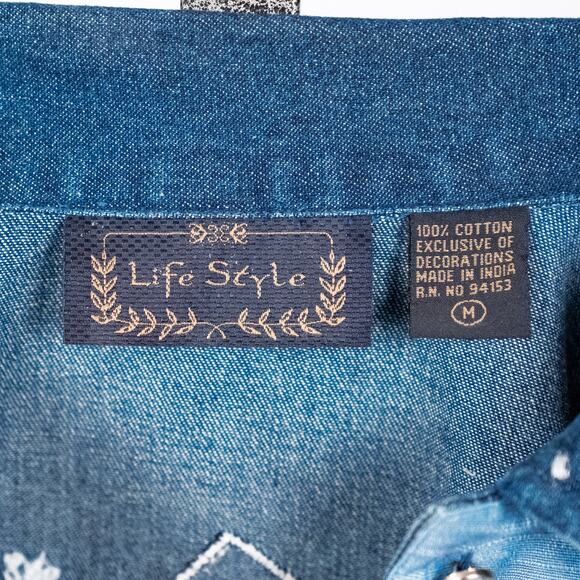 Life Style
100% COTTON
EXCLUSIVE OF
DECORATIONS
MADE IN INDIA
R.N. NO 94153
M